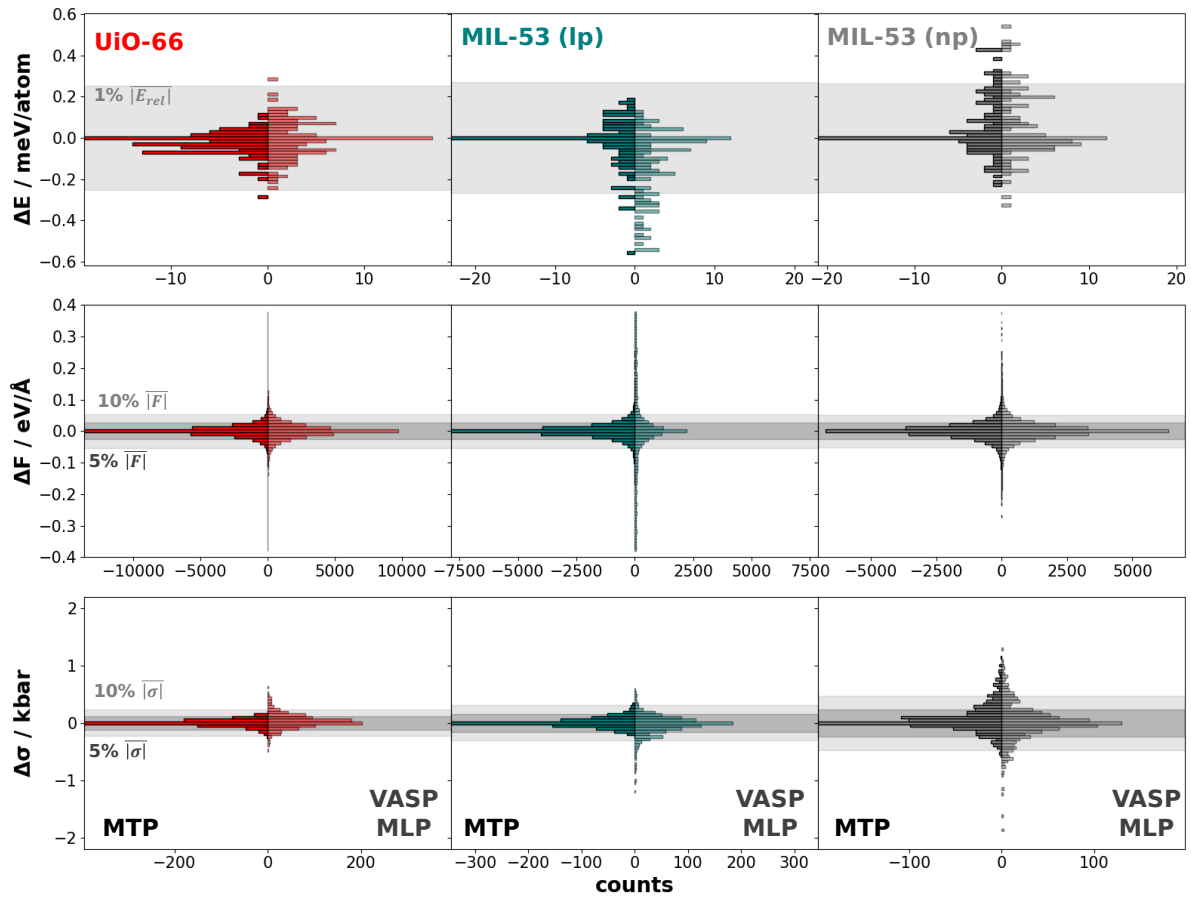 UiO-66
MIL-53 (lp)
MIL-53 (np)
0.6
0.4
0.2
0.0
−0.2
−0.4
−0.6
ΔE / meV/atom
1% |E_rel|
−10 0 10
−20 −10 0 10 20
−20 −10 0 10 20
0.4
0.3
0.2
0.1
0.0
−0.1
−0.2
−0.3
−0.4
ΔF / eV/Å
10% |F|
5% |F|
−10000 −5000 0 5000 10000
−7500 −5000 −2500 0 2500 5000 7500
−5000 −2500 0 2500 5000
2
1
0
−1
−2
Δσ / kbar
10% |σ|
5% |σ|
VASP
MTP MLP
VASP
MTP MLP
VASP
MTP MLP
−200 0 200
−300 −200 −100 0 100 200 300
−100 0 100
counts